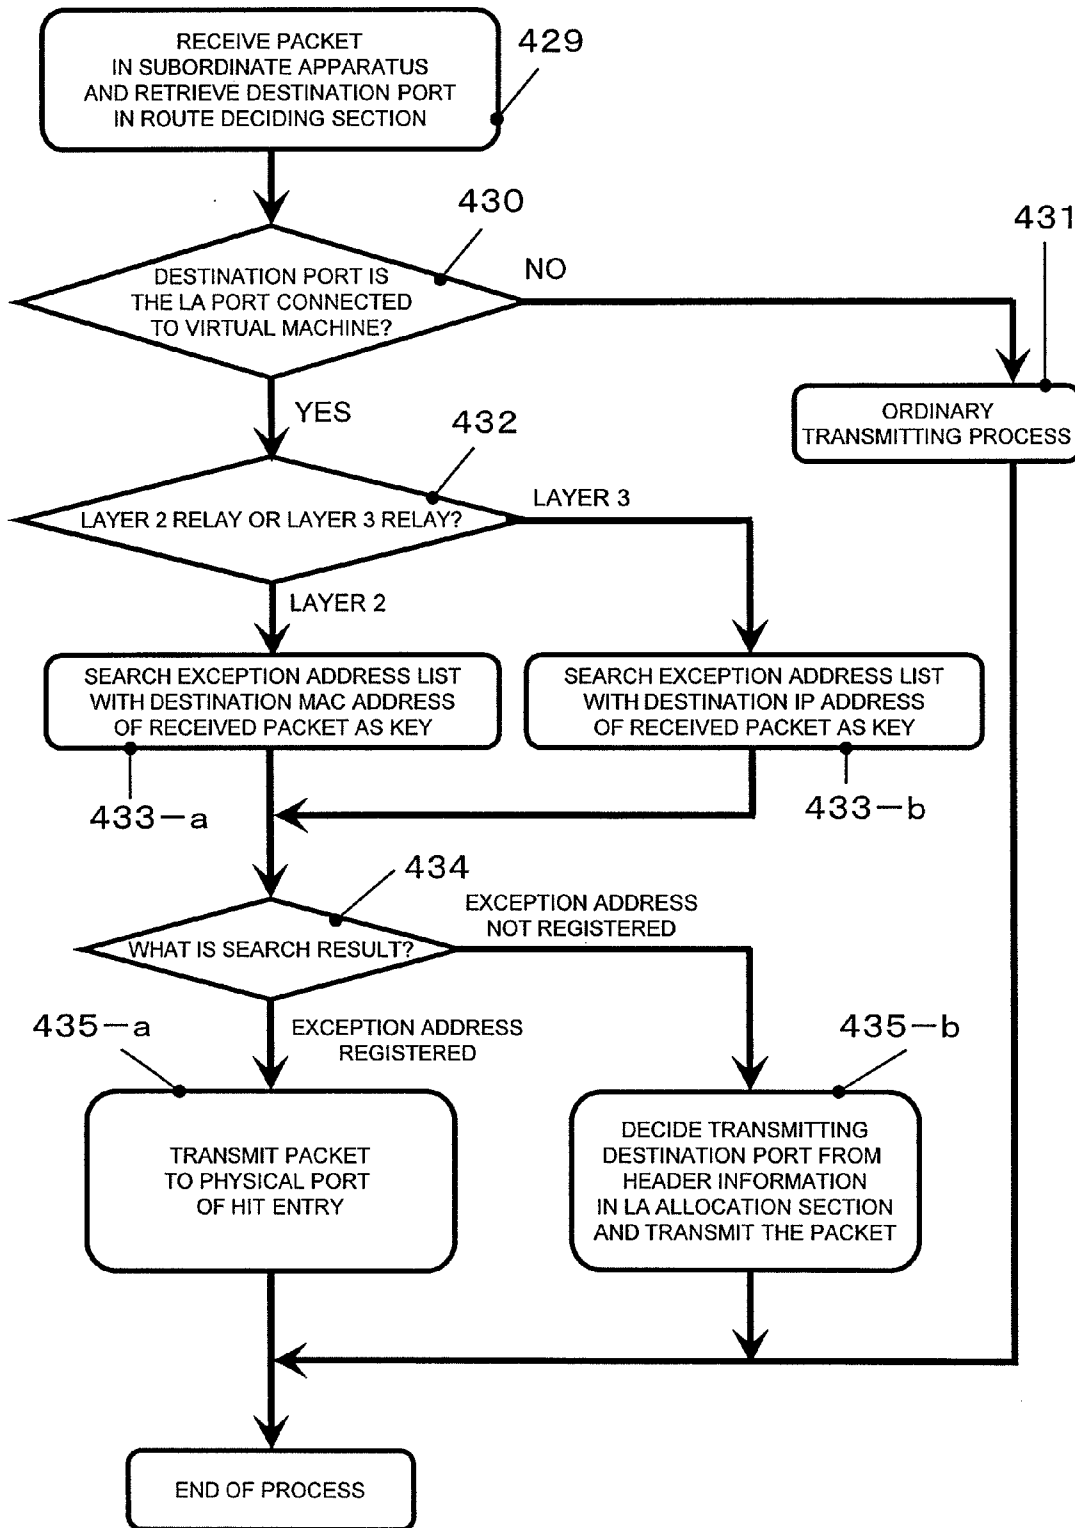 RECEIVE PACKET
IN SUBORDINATE APPARATUS
AND RETRIEVE DESTINATION PORT
IN ROUTE DECIDING SECTION
429
430
431
DESTINATION PORT IS
THE LA PORT CONNECTED
TO VIRTUAL MACHINE?
NO
YES
ORDINARY
TRANSMITTING PROCESS
432
LAYER 2 RELAY OR LAYER 3 RELAY?
LAYER 3
LAYER 2
SEARCH EXCEPTION ADDRESS LIST
WITH DESTINATION MAC ADDRESS
OF RECEIVED PACKET AS KEY
SEARCH EXCEPTION ADDRESS LIST
WITH DESTINATION IP ADDRESS
OF RECEIVED PACKET AS KEY
433-a
433-b
434
WHAT IS SEARCH RESULT?
EXCEPTION ADDRESS
NOT REGISTERED
EXCEPTION ADDRESS
REGISTERED
435-a
435-b
TRANSMIT PACKET
TO PHYSICAL PORT
OF HIT ENTRY
DECIDE TRANSMITTING
DESTINATION PORT FROM
HEADER INFORMATION
IN LA ALLOCATION SECTION
AND TRANSMIT THE PACKET
END OF PROCESS